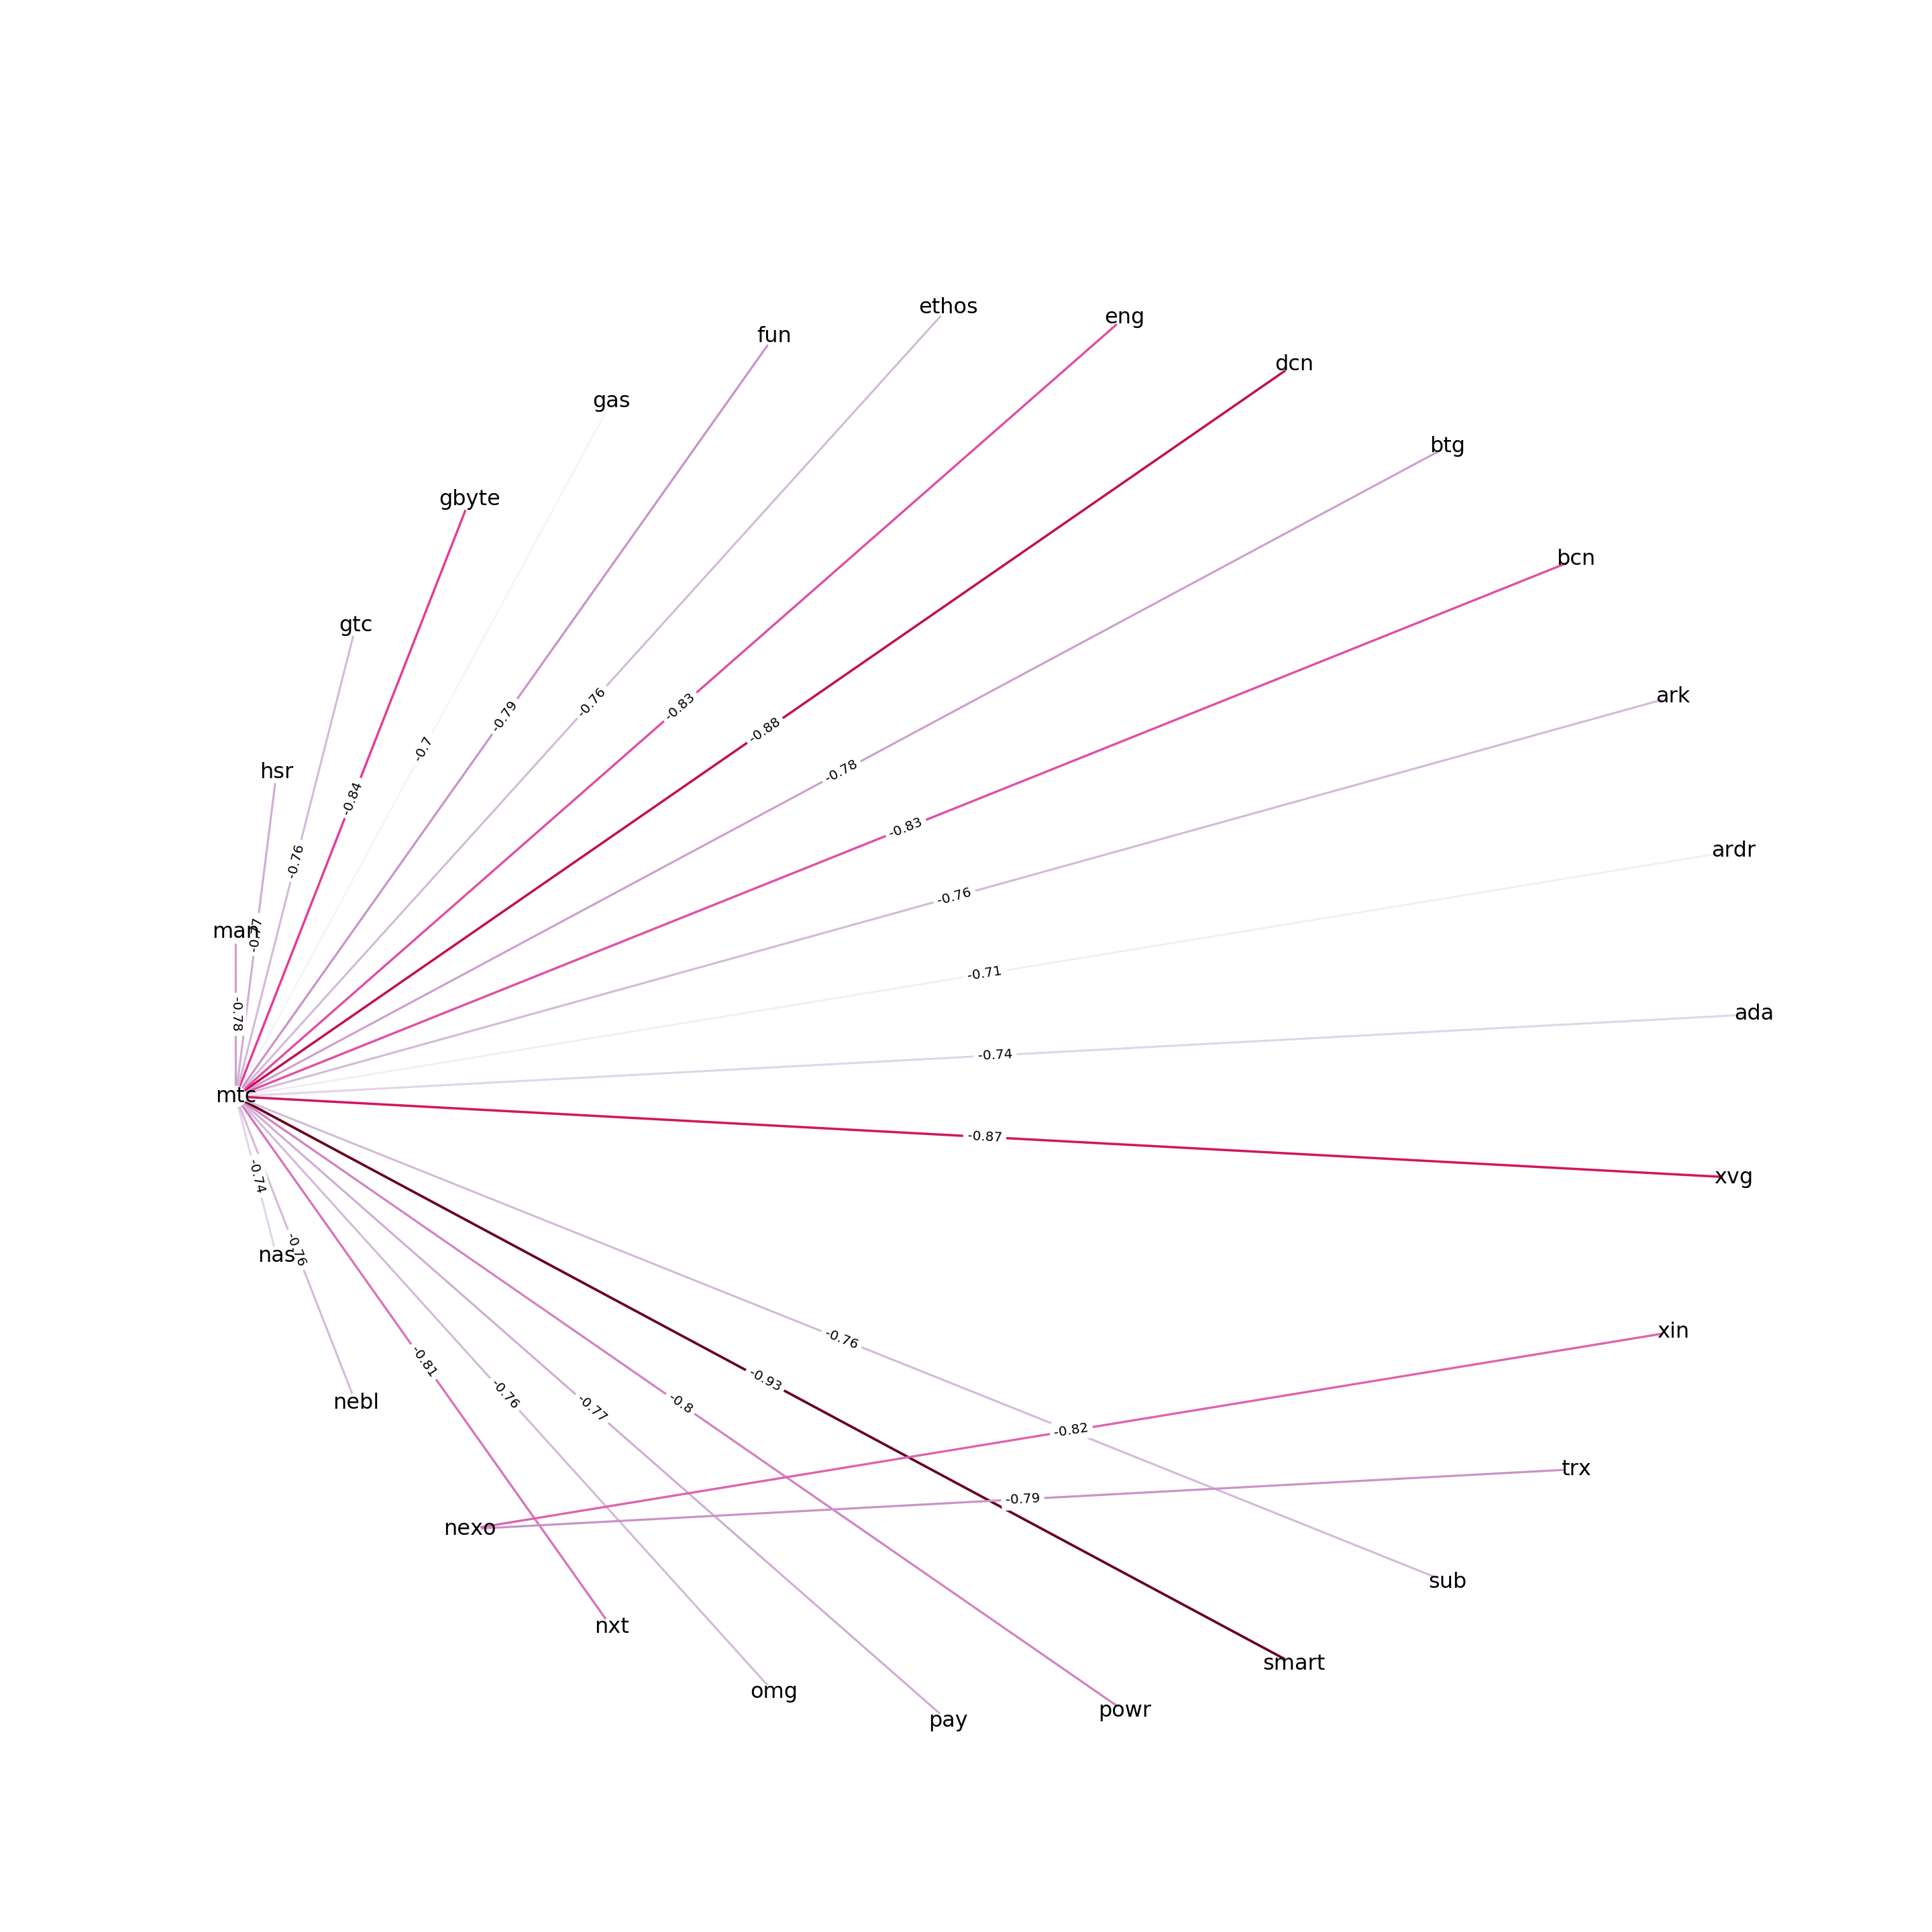 ethos
eng
fun
dcn
gas
btg
gbyte
bcn
gtc
ark
-0.79
-0.76
-0.83
-0.88
-0.7
hsr
-0.78
-0.84
-0.83
ardr
-0.76
-0.76
man
-0.71
-0.78
ada
-0.74
mtc
-0.87
xvg
-0.74
nas
-0.76
xin
-0.76
-0.81
-0.93
-0.76
-0.77
-0.8
nebl
-0.82
trx
-0.79
nexo
sub
nxt
smart
omg
powr
pay